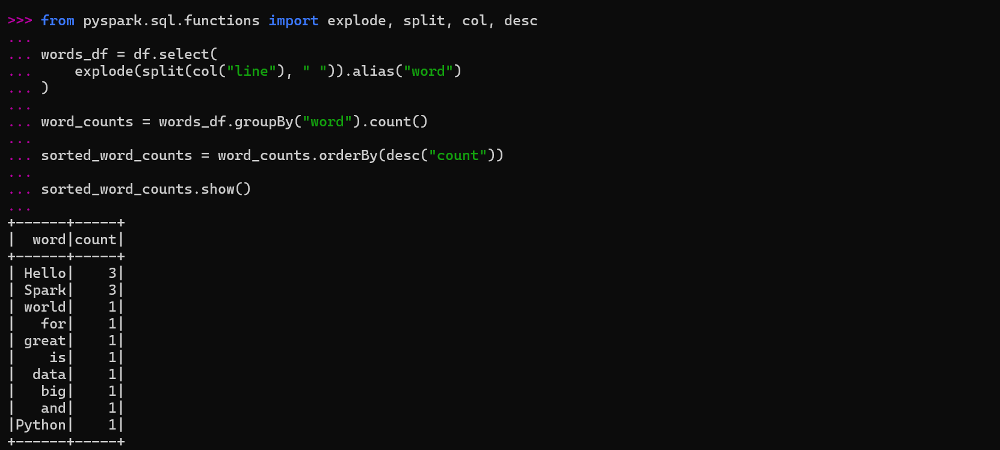 >>> from pyspark.sql.functions import explode, split, col, desc
...
... words_df = df.select(
...     explode(split(col("line"), " ")).alias("word")
... )
...
... word_counts = words_df.groupBy("word").count()
...
... sorted_word_counts = word_counts.orderBy(desc("count"))
...
... sorted_word_counts.show()
...
+------+-----+
|  word|count|
+------+-----+
| Hello|    3|
| Spark|    3|
| world|    1|
|   for|    1|
| great|    1|
|    is|    1|
|  data|    1|
|   big|    1|
|   and|    1|
|Python|    1|
+------+-----+